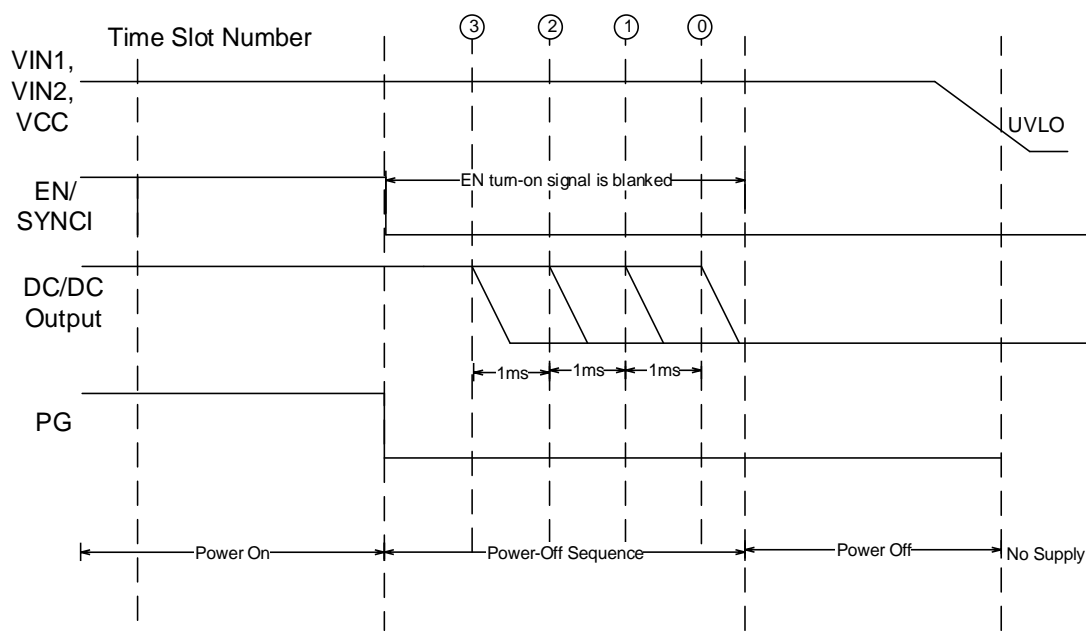 3
2
1
0
Time Slot Number
VIN1,
VIN2,
VCC
UVLO
EN/
SYNCI
EN turn-on signal is blanked
DC/DC
Output
1ms
1ms
1ms
PG
Power On
Power-Off Sequence
Power Off
No Supply